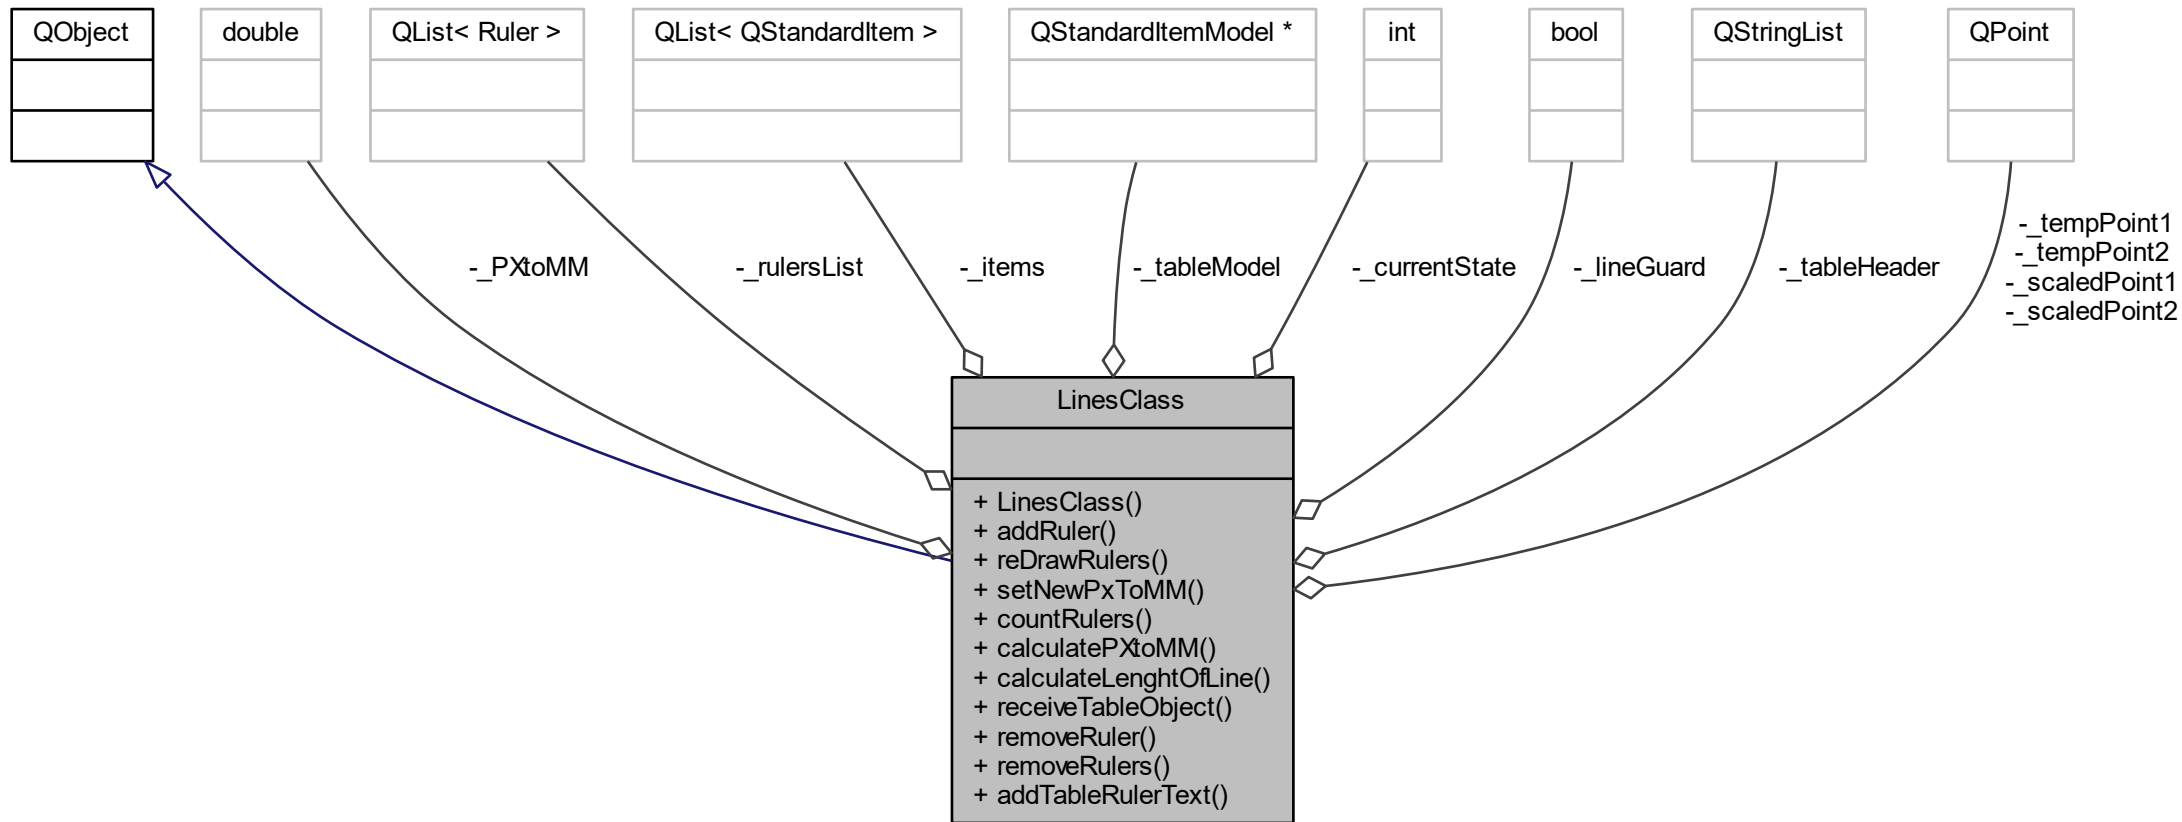 QObject
double
QList< Ruler >
QList< QStandardItem >
QStandardItemModel *
int
bool
QStringList
QPoint
-_PXtoMM
-_rulersList
-_items
-_tableModel
-_currentState
-_lineGuard
-_tableHeader
-_tempPoint1
-_tempPoint2
-_scaledPoint1
-_scaledPoint2
LinesClass
+ LinesClass()
+ addRuler()
+ reDrawRulers()
+ setNewPxToMM()
+ countRulers()
+ calculatePXtoMM()
+ calculateLenghtOfLine()
+ receiveTableObject()
+ removeRuler()
+ removeRulers()
+ addTableRulerText()